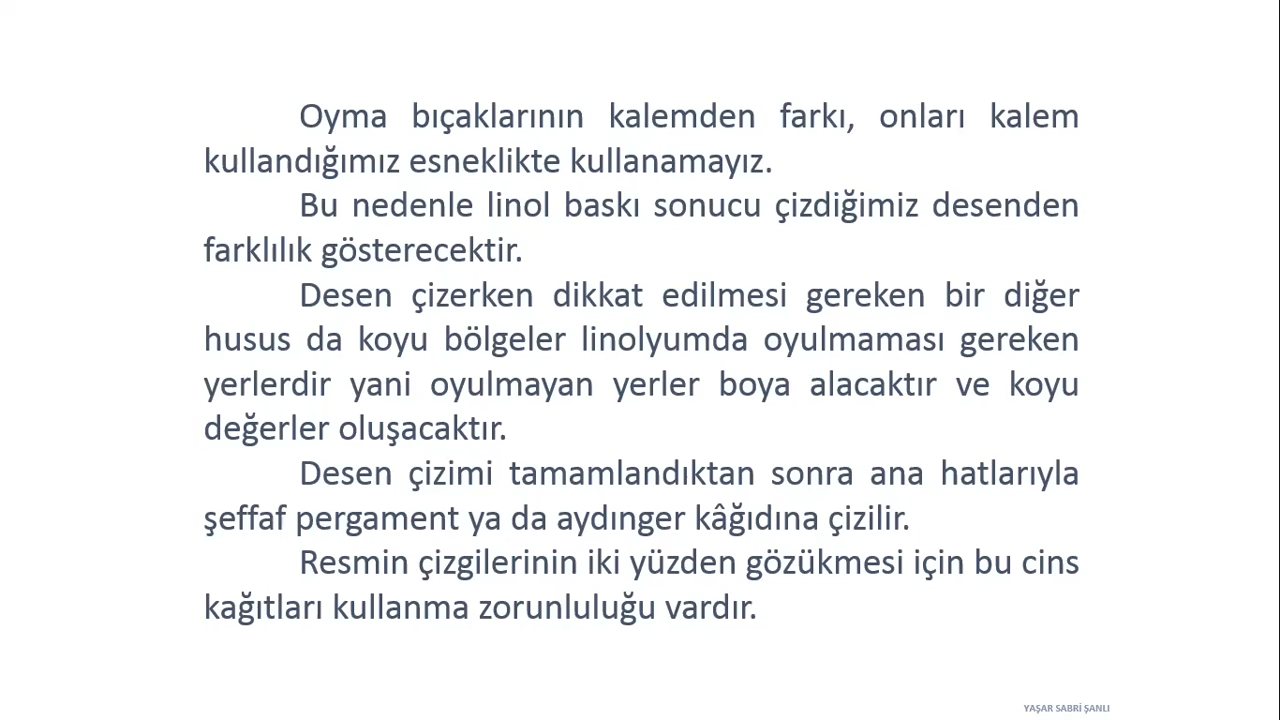 Oyma bıçaklarının kalemden farkı, onları kalem
kullandığımız esneklikte kullanamayız.
Bu nedenle linol baskı sonucu çizdiğimiz desenden
farklılık gösterecektir.
Desen çizerken dikkat edilmesi gereken bir diğer
husus da koyu bölgeler linolyumda oyulmaması gereken
yerlerdir yani oyulmayan yerler boya alacaktır ve koyu
değerler oluşacaktır.
Desen çizimi tamamlandıktan sonra ana hatlarıyla
şeffaf pergament ya da aydınger kâğıdına çizilir.
Resmin çizgilerinin iki yüzden gözükmesi için bu cins
kağıtları kullanma zorunluluğu vardır.
YAŞAR SABRİ ŞANLI